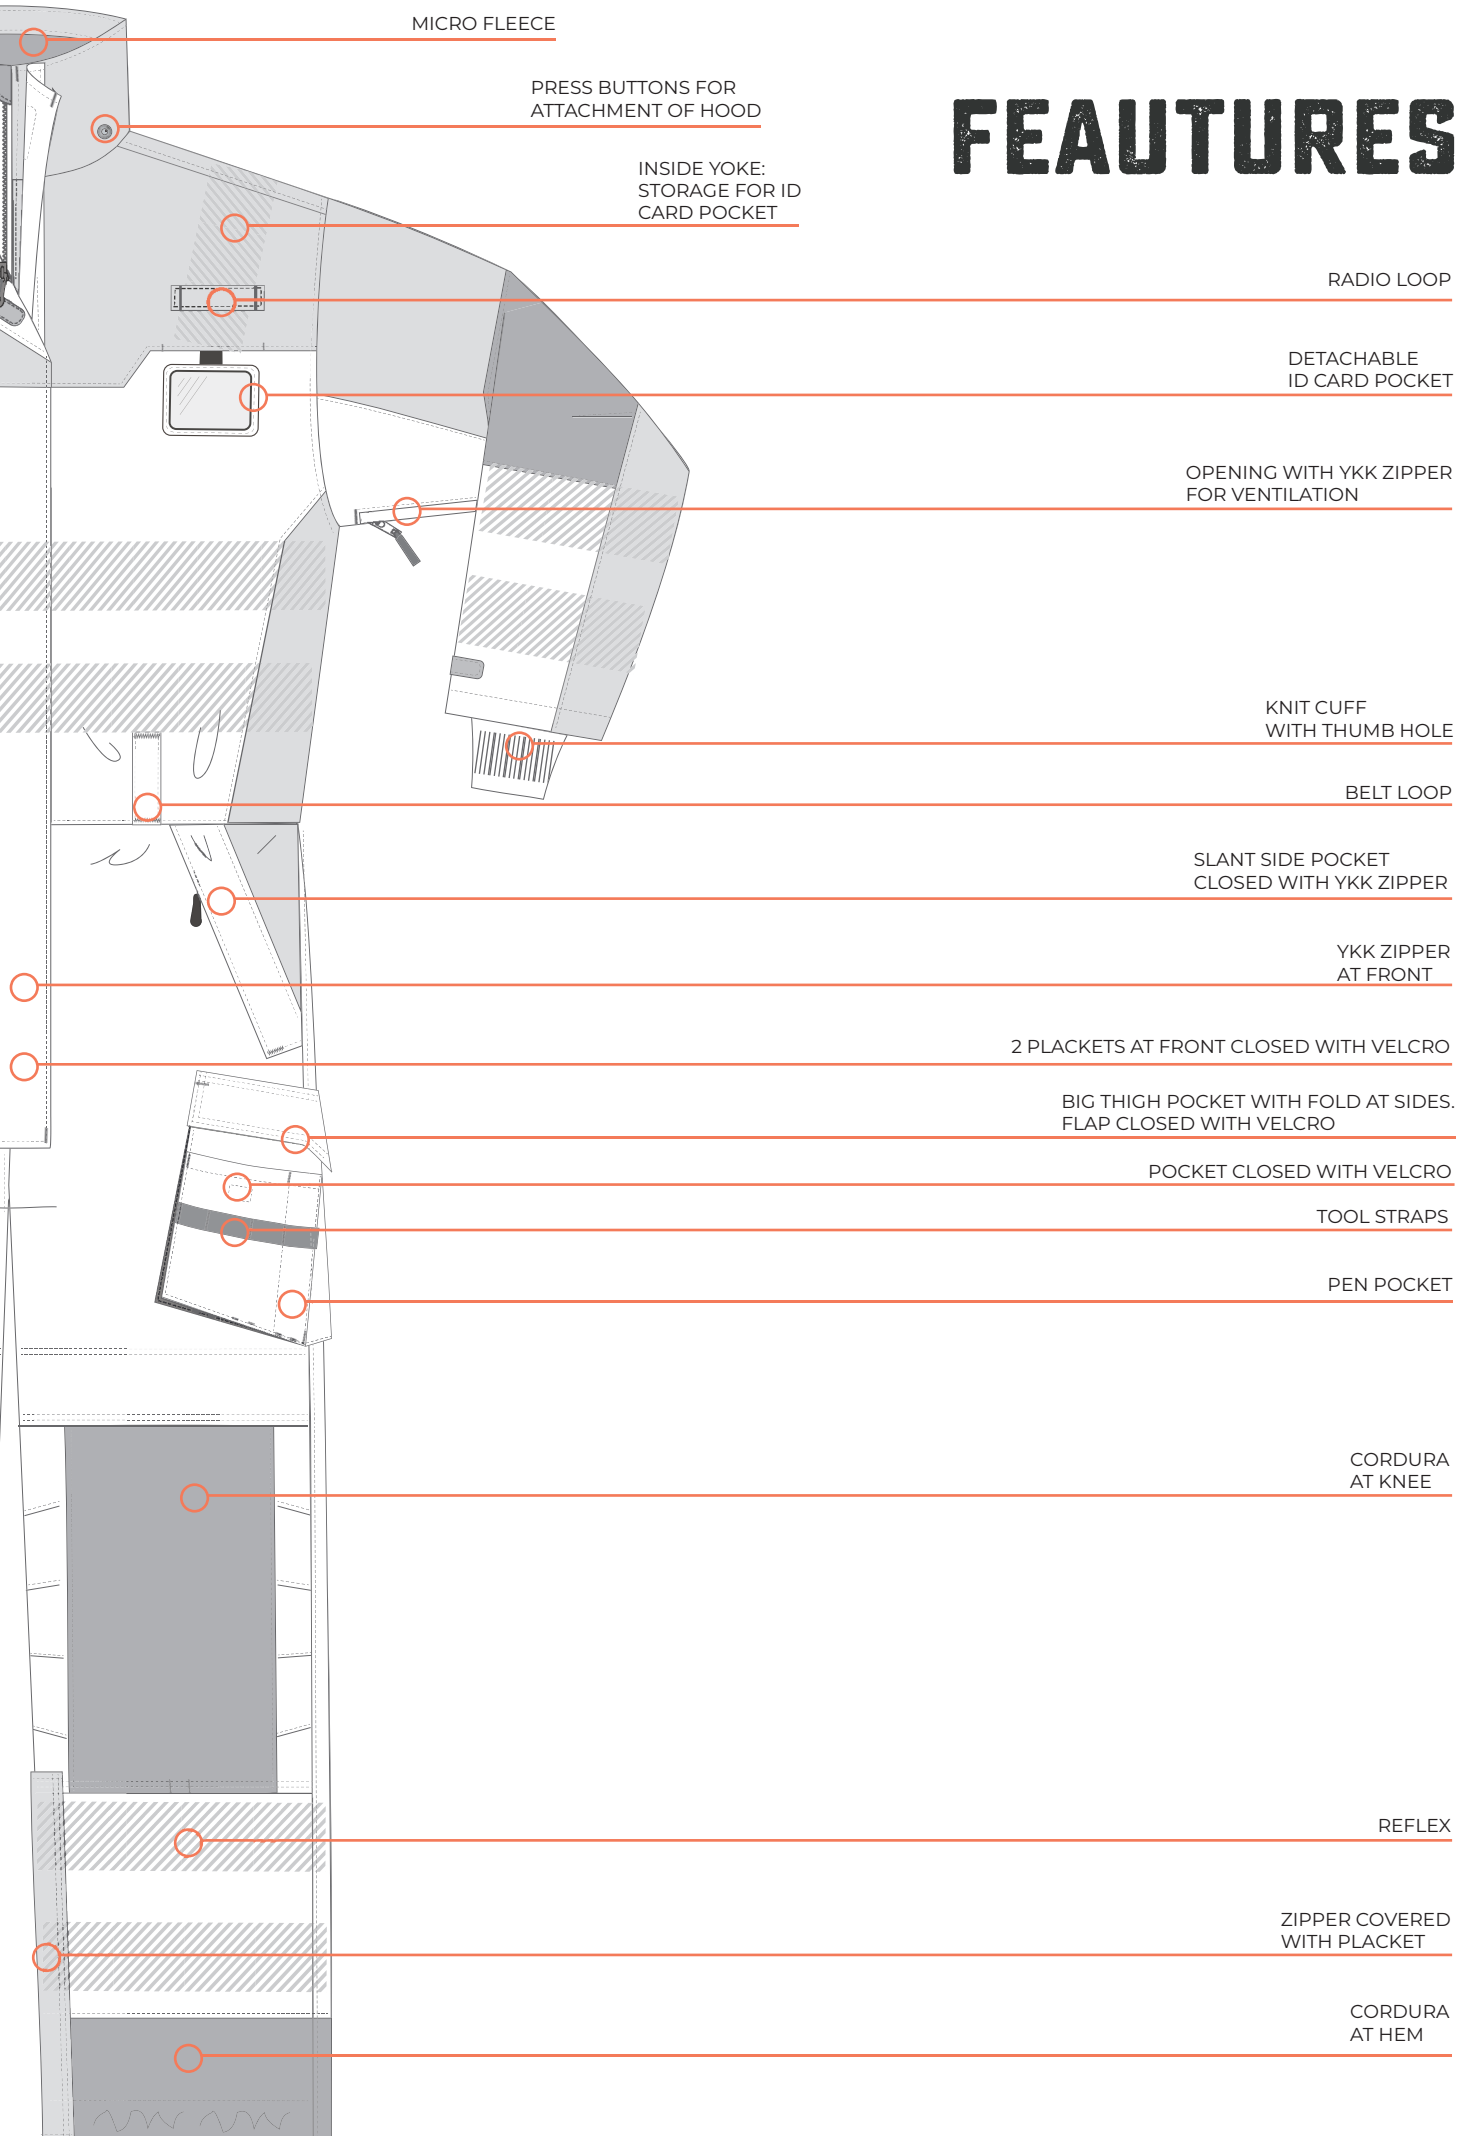 MICRO FLEECE
PRESS BUTTONS FOR
ATTACHMENT OF HOOD
FEAUTURES
INSIDE YOKE:
STORAGE FOR ID
CARD POCKET
RADIO LOOP
DETACHABLE
ID CARD POCKET
OPENING WITH YKK ZIPPER
FOR VENTILATION
KNIT CUFF
WITH THUMB HOLE
BELT LOOP
SLANT SIDE POCKET
CLOSED WITH YKK ZIPPER
YKK ZIPPER
AT FRONT
2 PLACKETS AT FRONT CLOSED WITH VELCRO
BIG THIGH POCKET WITH FOLD AT SIDES.
FLAP CLOSED WITH VELCRO
POCKET CLOSED WITH VELCRO
TOOL STRAPS
PEN POCKET
CORDURA
AT KNEE
REFLEX
ZIPPER COVERED
WITH PLACKET
CORDURA
AT HEM